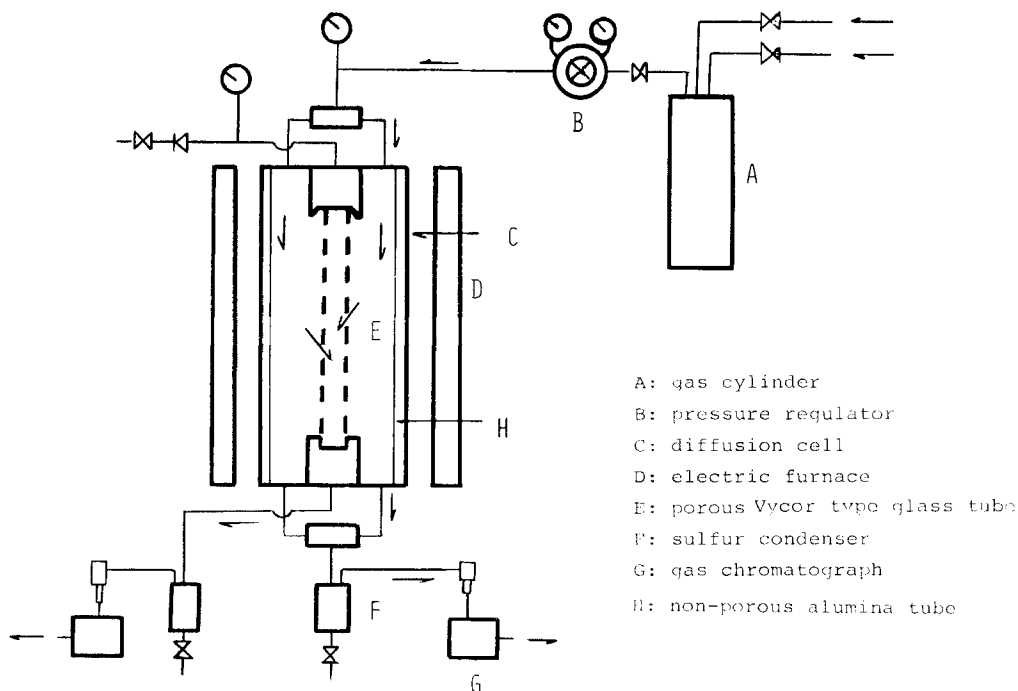 B
A
C
D
E
H
F
G
A: gas cylinder
B: pressure regulator
C: diffusion cell
D: electric furnace
E: porous Vycor type glass tube
F: sulfur condenser
G: gas chromatograph
H: non-porous alumina tube